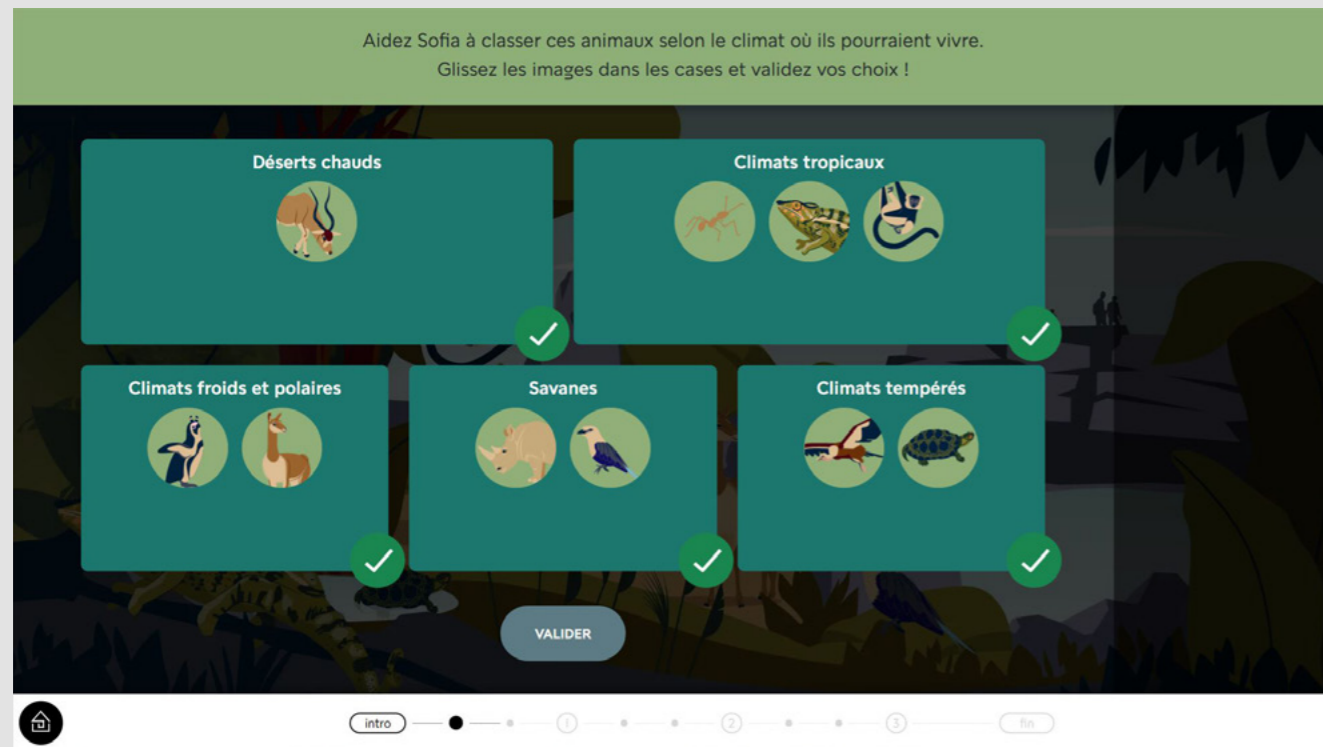 Aidez Sofia à classer ces animaux selon le climat où ils pourraient vivre.
Glissez les images dans les cases et validez vos choix !
Déserts chauds
Climats tropicaux
Climats froids et polaires
Savanes
Climats tempérés
VALIDER
intro
1
2
3
fin